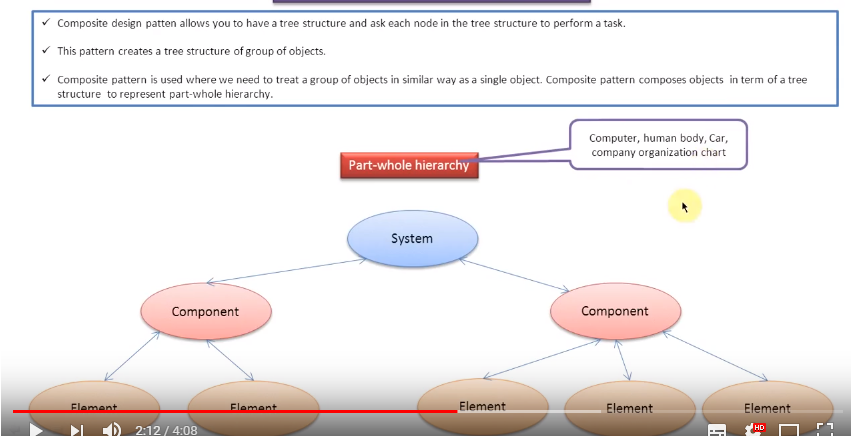 ✓ Composite design patten allows you to have a tree structure and ask each node in the tree structure to perform a task.
✓ This pattern creates a tree structure of group of objects.
✓ Composite pattern is used where we need to treat a group of objects in similar way as a single object. Composite pattern composes objects in term of a tree
structure to represent part-whole hierarchy.
Computer, human body, Car,
company organization chart
Part-whole hierarchy
System
Component
Component
Element
Element
Element
Element
Element
2:12 / 4:08
HD